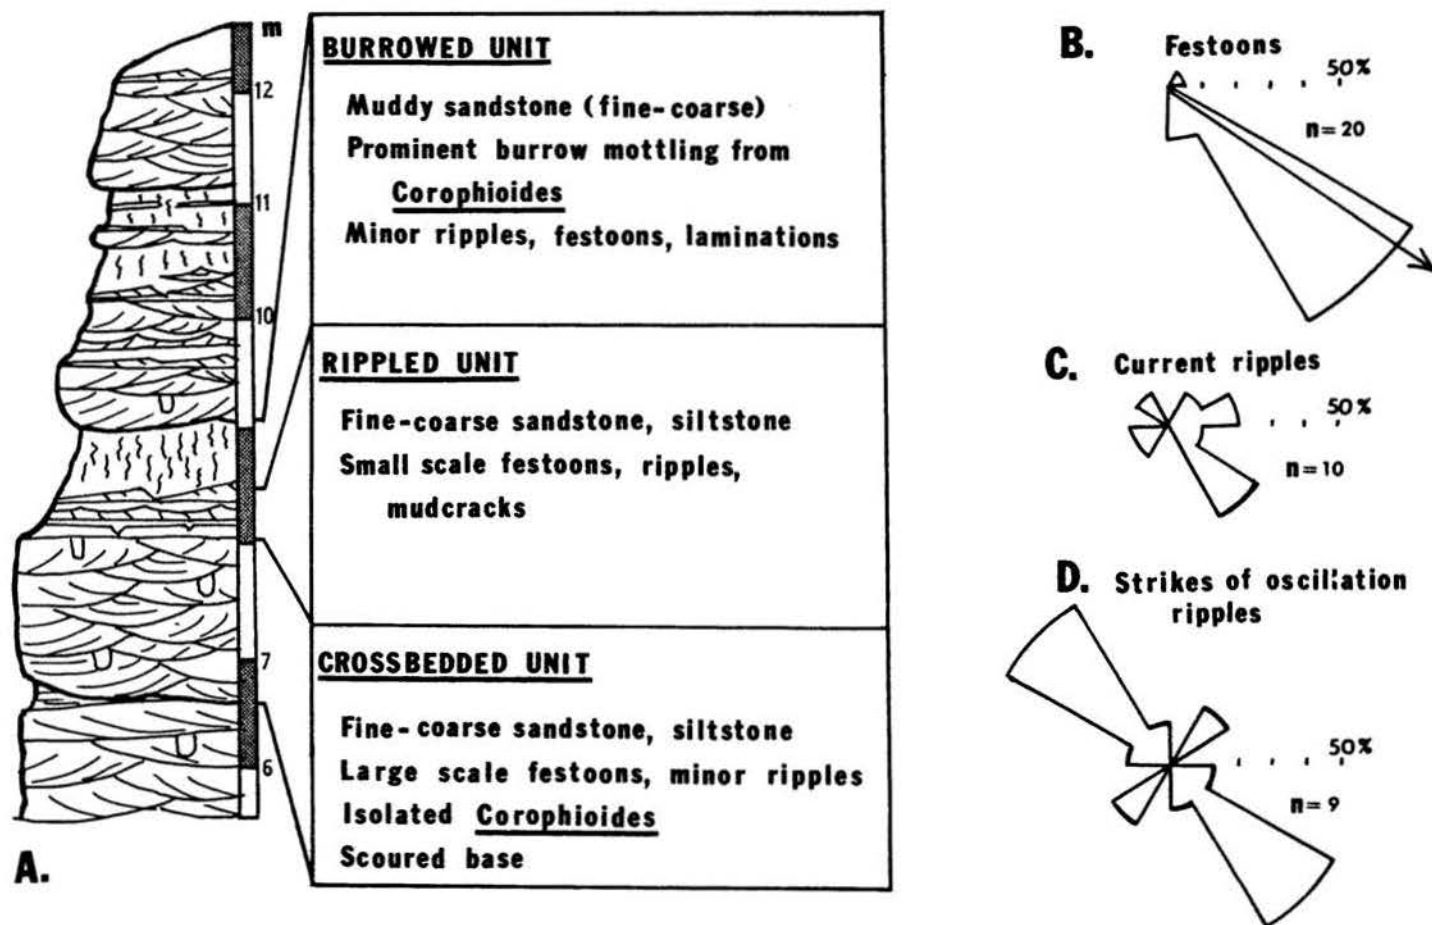 m
12
11
10
7
6
A.
BURROWED UNIT
Muddy sandstone (fine-coarse)
Prominent burrow mottling from
Corophioides
Minor ripples, festoons, laminations
RIPPLED UNIT
Fine-coarse sandstone, siltstone
Small scale festoons, ripples,
mudcracks
CROSSBEDDED UNIT
Fine-coarse sandstone, siltstone
Large scale festoons, minor ripples
Isolated Corophioides
Scoured base
B. Festoons
50%
n=20
C. Current ripples
50%
n=10
D. Strikes of oscillation
ripples
50%
n=9